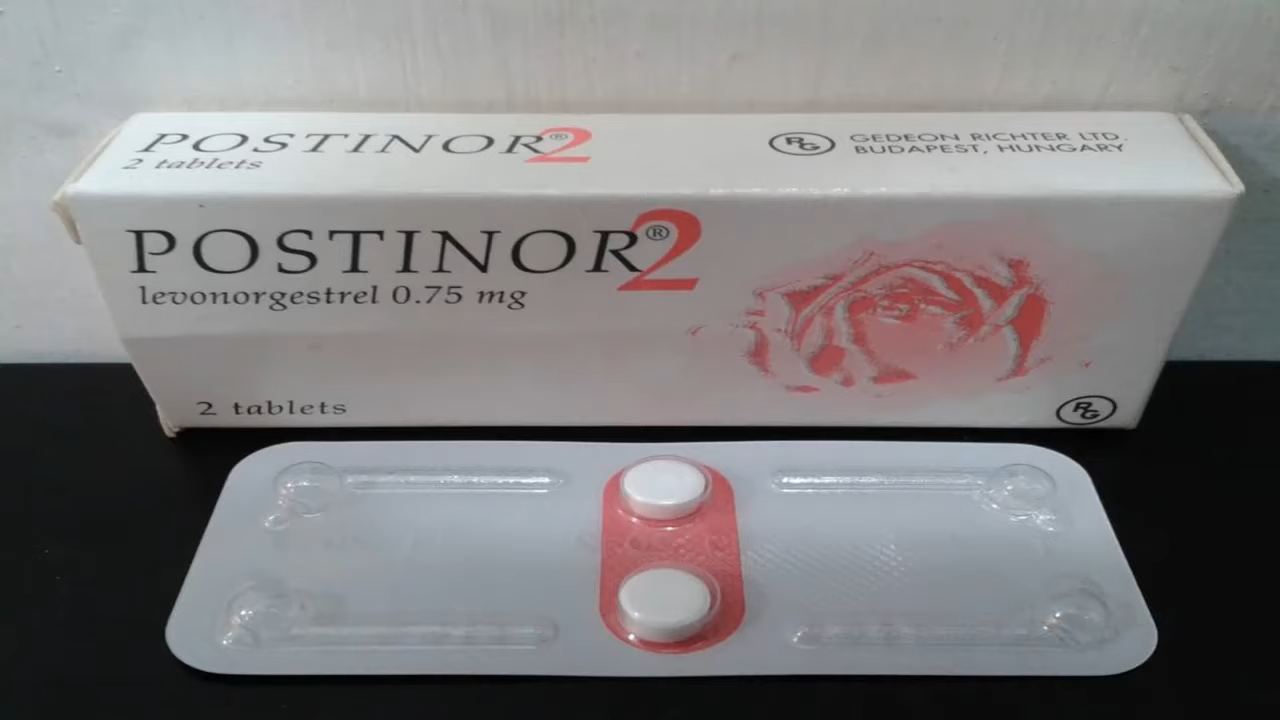 POSTINOR®2
2 tablets
RG GEDEON RICHTER LTD.
BUDAPEST, HUNGARY
POSTINOR®2
levonorgestrel 0.75 mg
2 tablets
RG